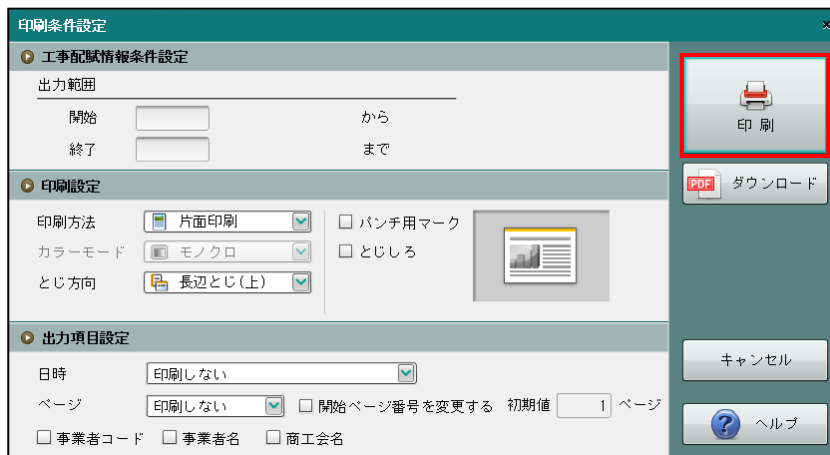 印刷条件設定 ×
工事配賦情報条件設定
出力範囲
開始 から
終了 まで
印刷設定
印刷方法 片面印刷 パンチ用マーク
カラーモード モノクロ とじしろ
とじ方向 長辺とじ(上)
出力項目設定
日時 印刷しない
ページ 印刷しない 開始ページ番号を変更する 初期値 1 ページ
事業者コード 事業者名 商工会名
印 刷
PDF ダウンロード
キャンセル
? ヘルプ